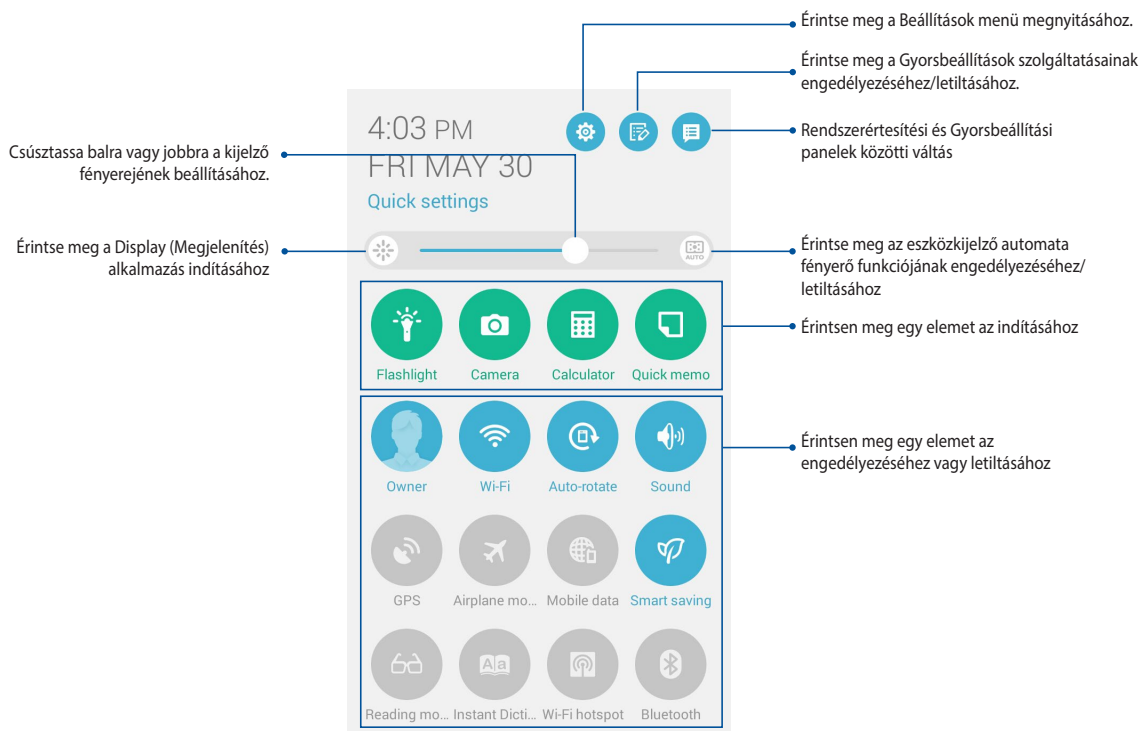 Érintse meg a Beállítások menü megnyitásához.
Érintse meg a Gyorsbeállítások szolgáltatásainak
engedélyezéséhez/letiltásához.
Rendszerértesítési és Gyorsbeállítási
panelek közötti váltás
Csúsztassa balra vagy jobbra a kijelző
fényerejének beállításához.
4:03 PM
FRI MAY 30
Quick settings
Érintse meg a Display (Megjelenítés)
alkalmazás indításához
AUTO
Érintse meg az eszközkijelző automata
fényerő funkciójának engedélyezéséhez/
letiltásához
Flashlight Camera Calculator Quick memo
Érintsen meg egy elemet az indításához
Owner Wi-Fi Auto-rotate Sound
Érintsen meg egy elemet az
engedélyezéséhez vagy letiltásához
GPS Airplane mo... Mobile data Smart saving
Aa
Reading mo... Instant Dicti... Wi-Fi hotspot Bluetooth